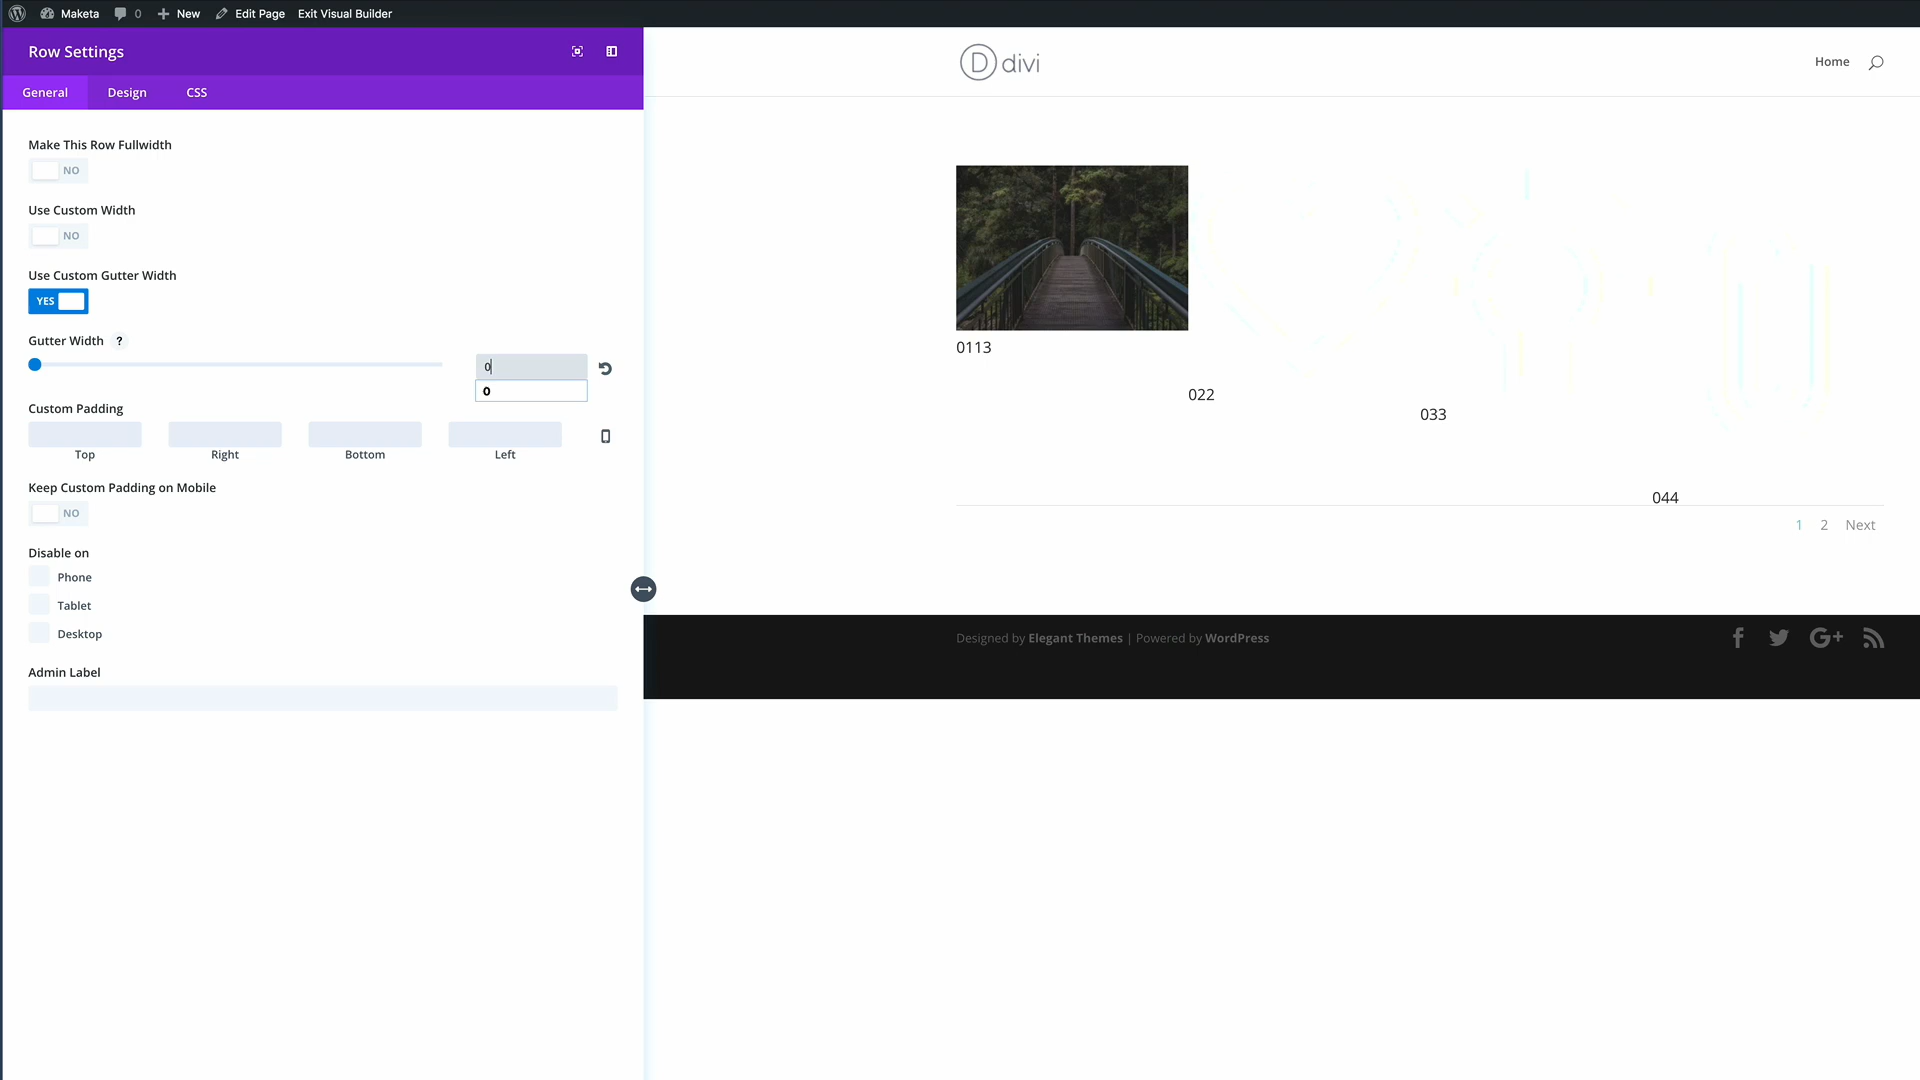 Maketa 0 New Edit Page Exit Visual Builder
Row Settings
General Design CSS
Make This Row Fullwidth
NO
Use Custom Width
NO
Use Custom Gutter Width
YES
Gutter Width ?
0
0
Custom Padding
Top Right Bottom Left
Keep Custom Padding on Mobile
NO
Disable on
Phone
Tablet
Desktop
Admin Label
D divi
Home
0113
022
033
044
1 2 Next
Designed by Elegant Themes | Powered by WordPress